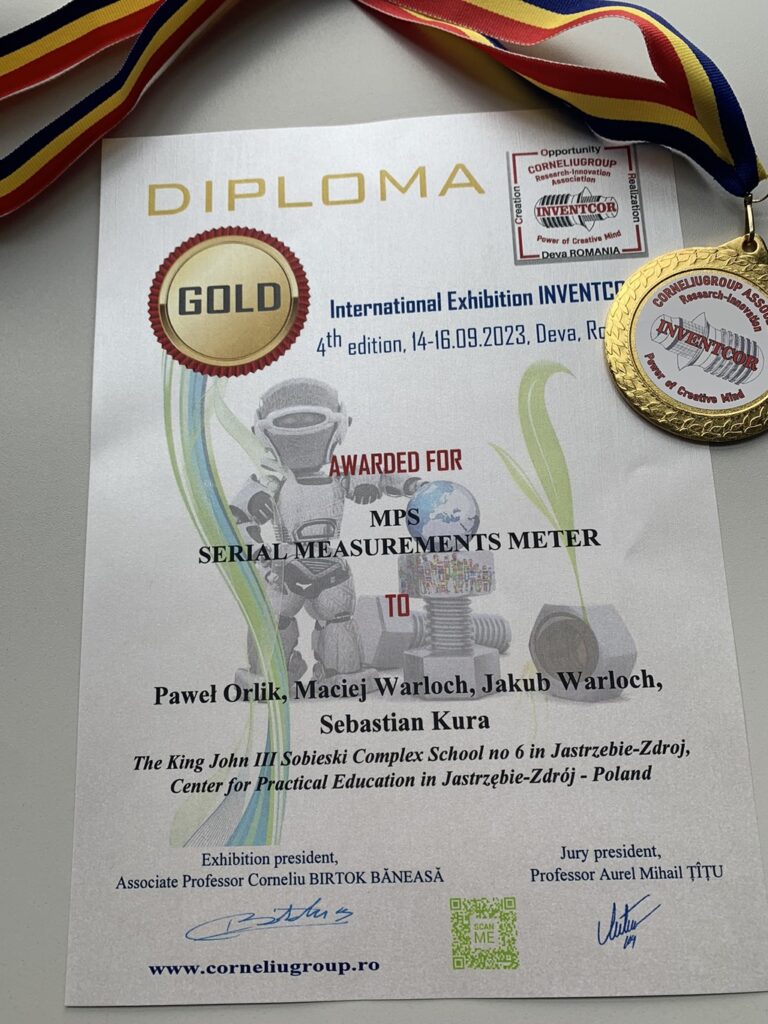 DIPLOMA
Opportunity
CORNELIUGROUP
Research-Innovation
Association
Creation
Realization
INVENTCOR
Power of Creative Mind
Deva ROMANIA
GOLD
International Exhibition
4th edition, 14-16.09.2023, Deva,
CORNELIUGROUP
Research-Innovation
INVENTCOR
Power of Creative Mind
AWARDED FOR
MPS
SERIAL MEASUREMENTS METER
TO
Paweł Orlik, Maciej Warloch, Jakub Warloch,
Sebastian Kura
The King John III Sobieski Complex School no 6 in Jastrzebie-Zdroj,
Center for Practical Education in Jastrzębie-Zdrój - Poland
Exhibition president,
Associate Professor Corneliu BIRTOK BĂNEASĂ
Jury president,
Professor Aurel Mihail ȚÎȚU
SCAN
ME
www.corneliugroup.ro